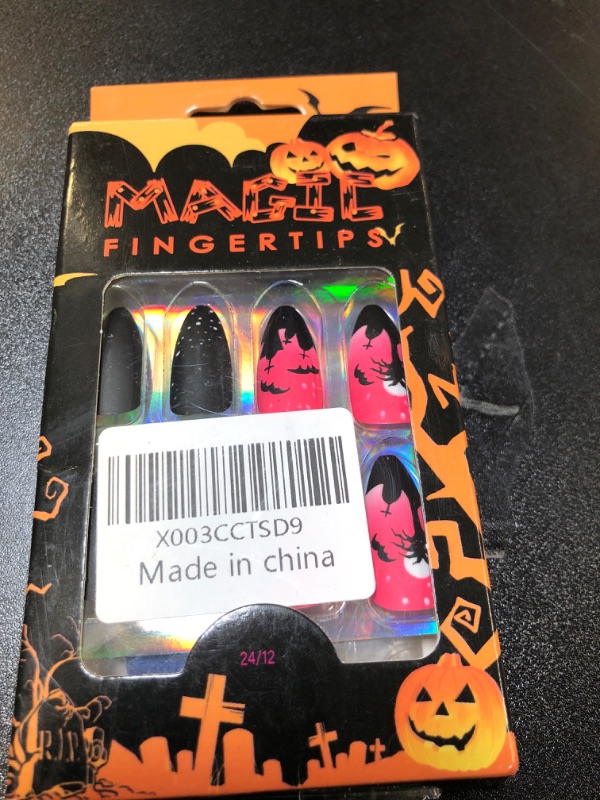 MAGIC
FINGERTIPS
X003CCTSD9
Made in china
24/12
RIP